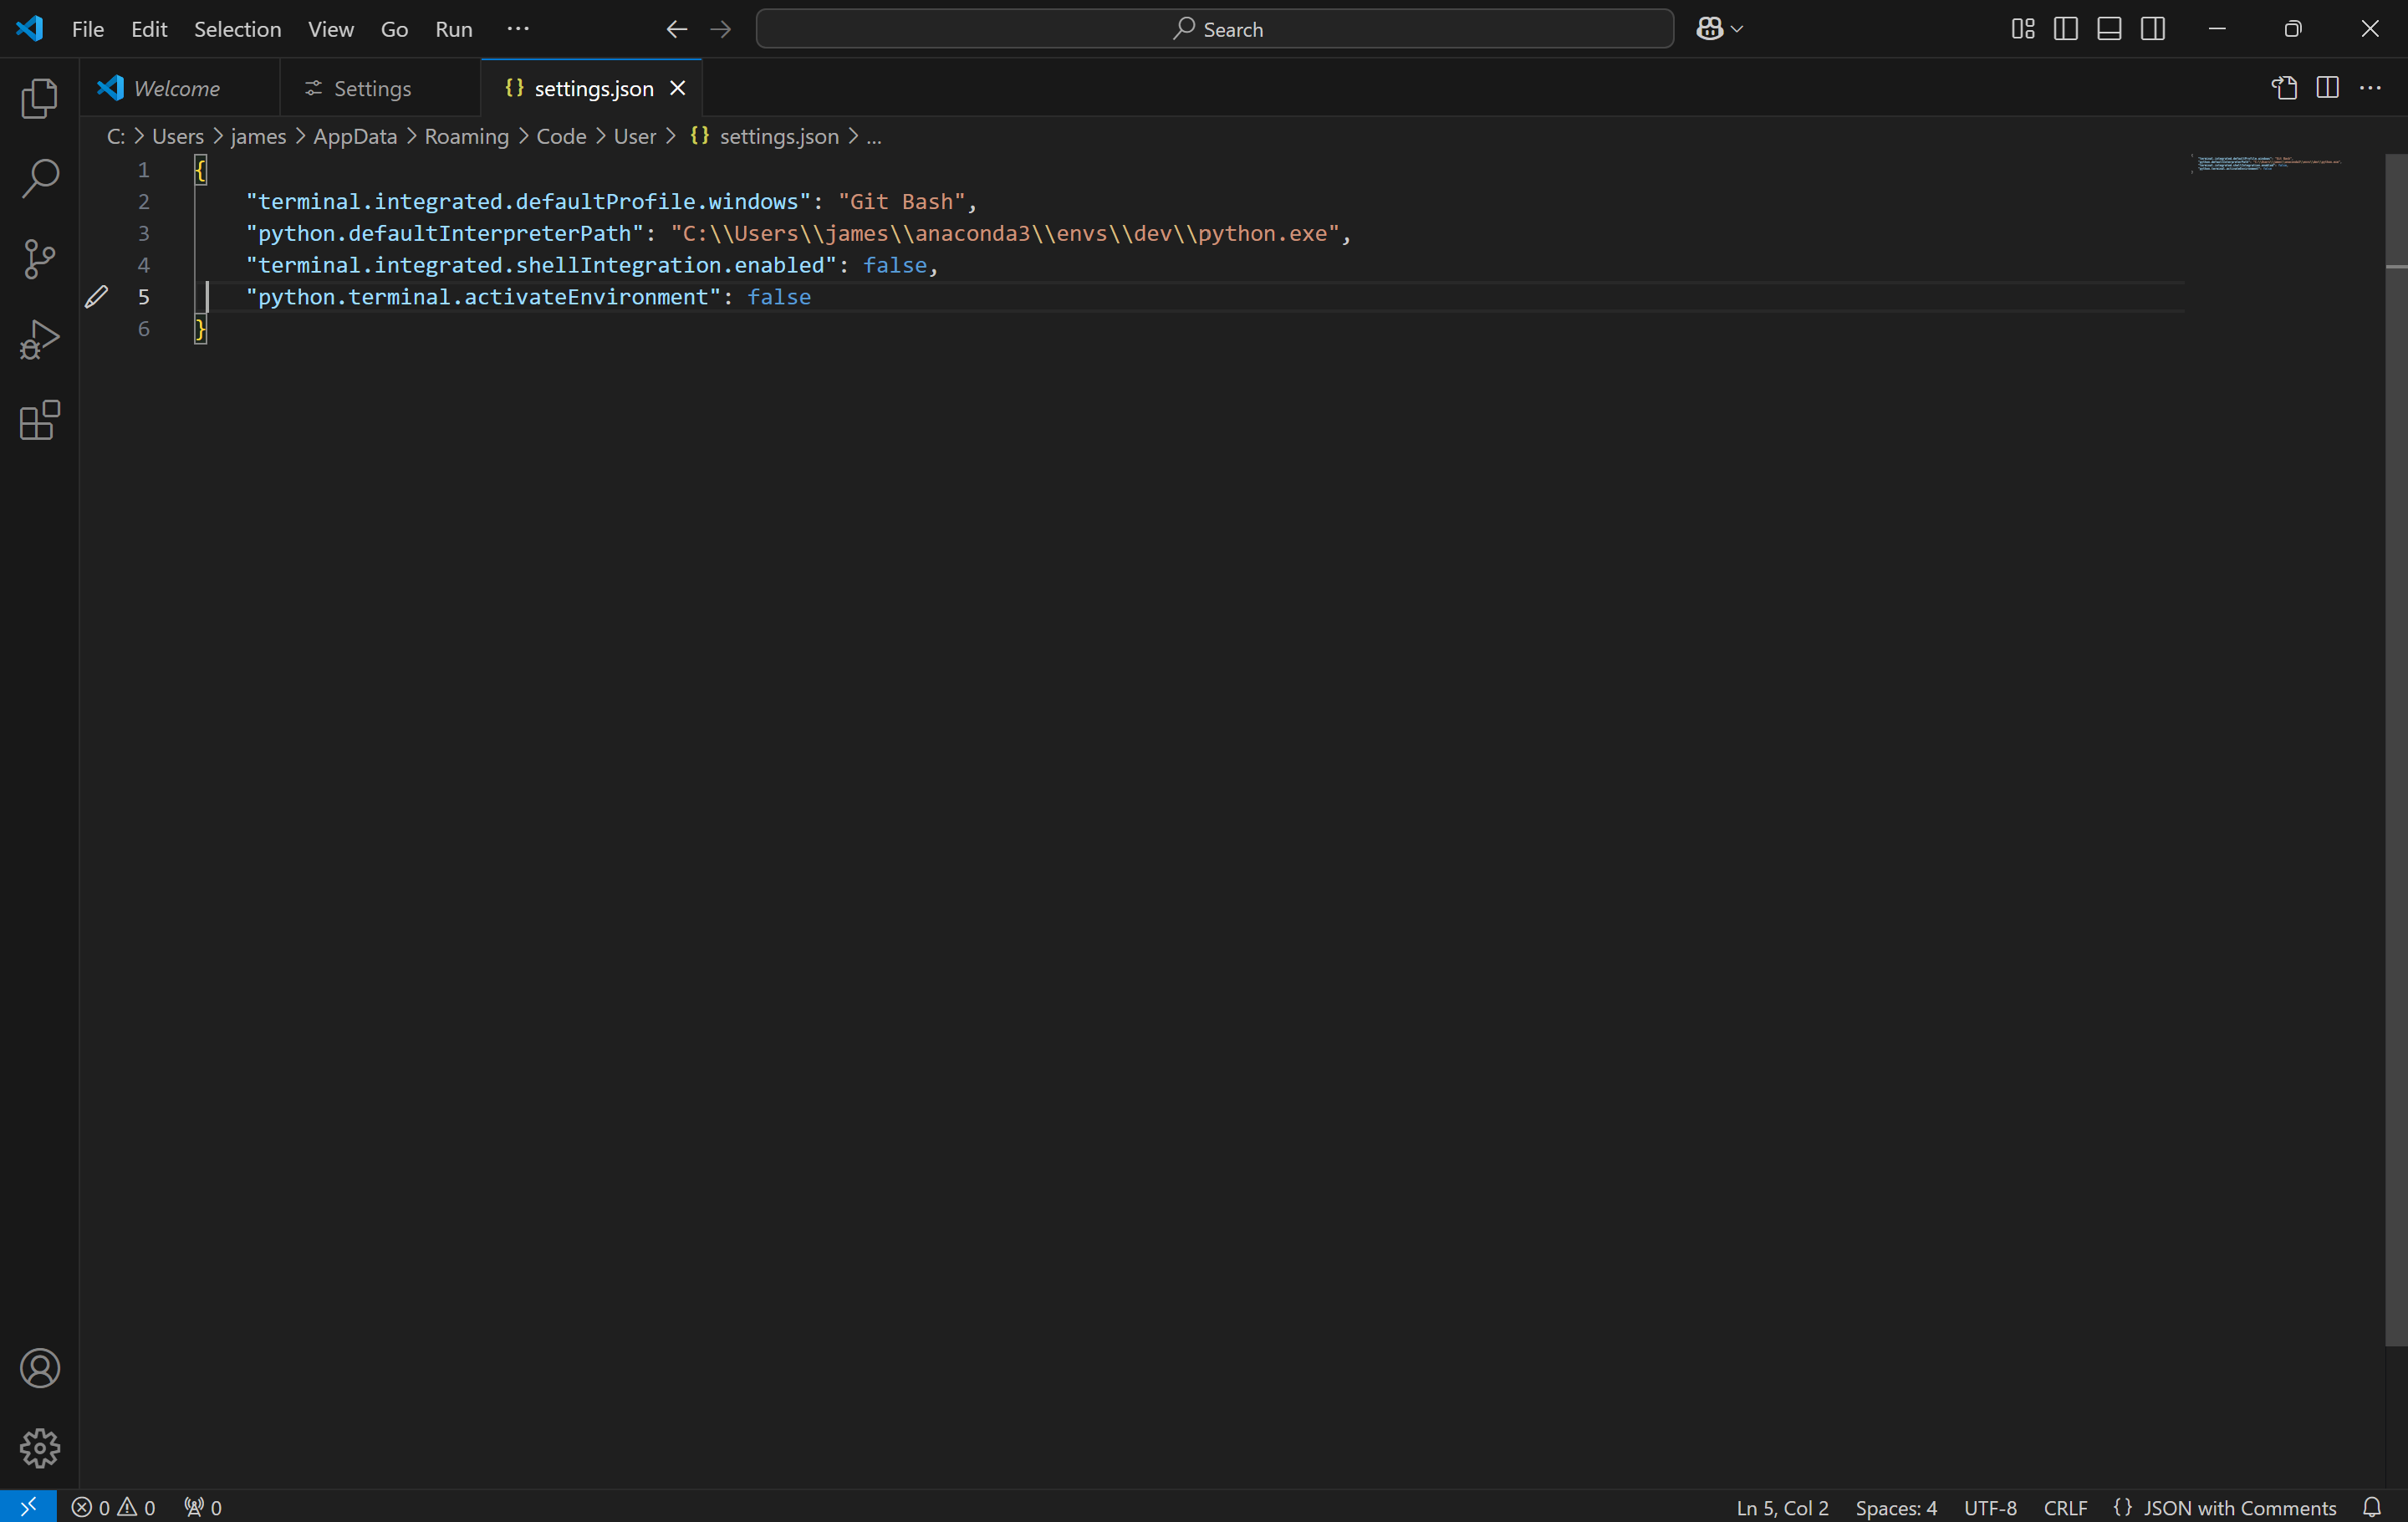 File Edit Selection View Go Run ··· Search
Welcome Settings {} settings.json
C: > Users > james > AppData > Roaming > Code > User > {} settings.json > ...
1 {
2 "terminal.integrated.defaultProfile.windows": "Git Bash",
3 "python.defaultInterpreterPath": "C:\\Users\\james\\anaconda3\\envs\\dev\\python.exe",
4 "terminal.integrated.shellIntegration.enabled": false,
5 "python.terminal.activateEnvironment": false
6 }
0 0 0 Ln 5, Col 2 Spaces: 4 UTF-8 CRLF {} JSON with Comments